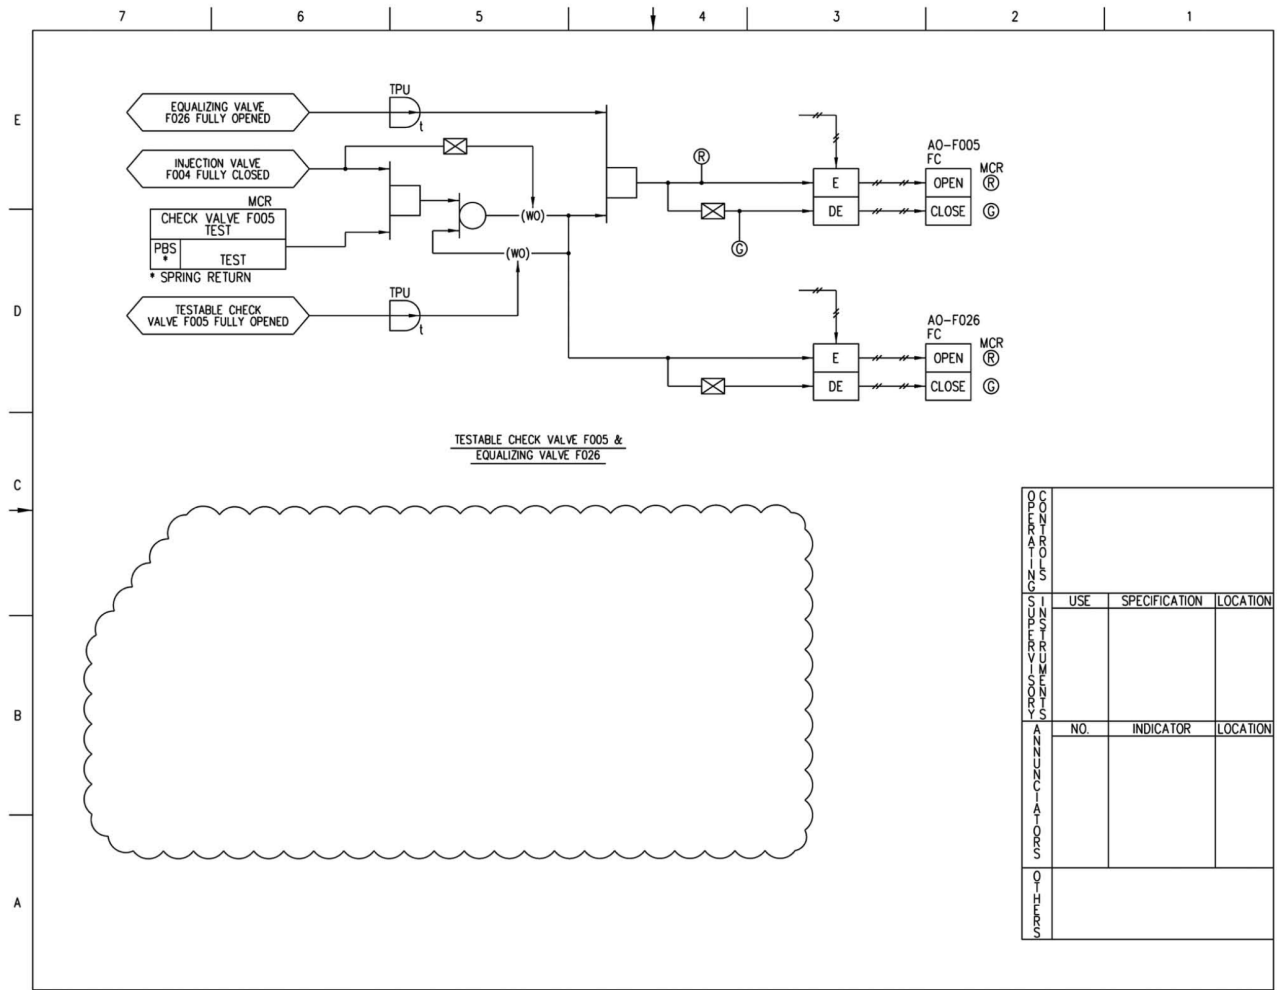 7 6 5 4 3 2 1
E
D
C
B
A
EQUALIZING VALVE
F026 FULLY OPENED
TPU
t
INJECTION VALVE
F004 FULLY CLOSED
MCR
CHECK VALVE F005
TEST
PBS
*
TEST
* SPRING RETURN
TESTABLE CHECK
VALVE F005 FULLY OPENED
TPU
t
(WO)
(WO)
R
G
E
DE
AO-F005
FC
OPEN
CLOSE
MCR
R
G
E
DE
AO-F026
FC
OPEN
CLOSE
MCR
R
G
TESTABLE CHECK VALVE F005 &
EQUALIZING VALVE F026
OPERATING
CONTROLS
SUPERVISORY
INSTRUMENTS
USE SPECIFICATION LOCATION
ANNUNCIATORS
NO. INDICATOR LOCATION
OTHERS